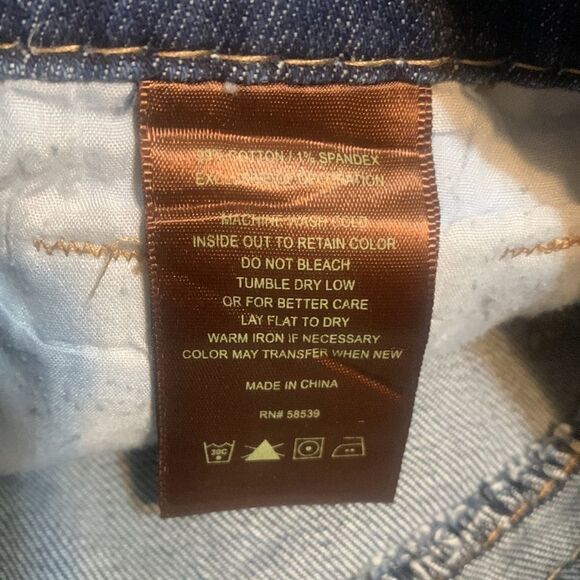 99% COTTON / 1% SPANDEX
EXCLUSIVE OF DECORATION
MACHINE WASH COLD
INSIDE OUT TO RETAIN COLOR
DO NOT BLEACH
TUMBLE DRY LOW
OR FOR BETTER CARE
LAY FLAT TO DRY
WARM IRON IF NECESSARY
COLOR MAY TRANSFER WHEN NEW
MADE IN CHINA
RN# 58539
30C